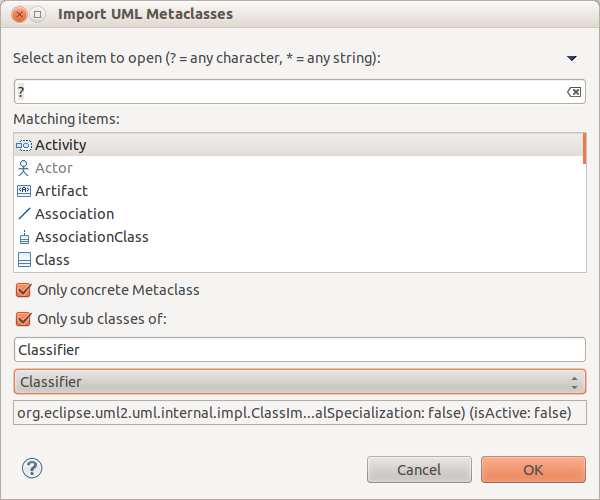 Import UML Metaclasses
Select an item to open (? = any character, * = any string):
?
Matching items:
Activity
Actor
Artifact
Association
AssociationClass
Class
Only concrete Metaclass
Only sub classes of:
Classifier
Classifier
org.eclipse.uml2.uml.internal.impl.ClassIm...alSpecialization: false) (isActive: false)
? Cancel OK